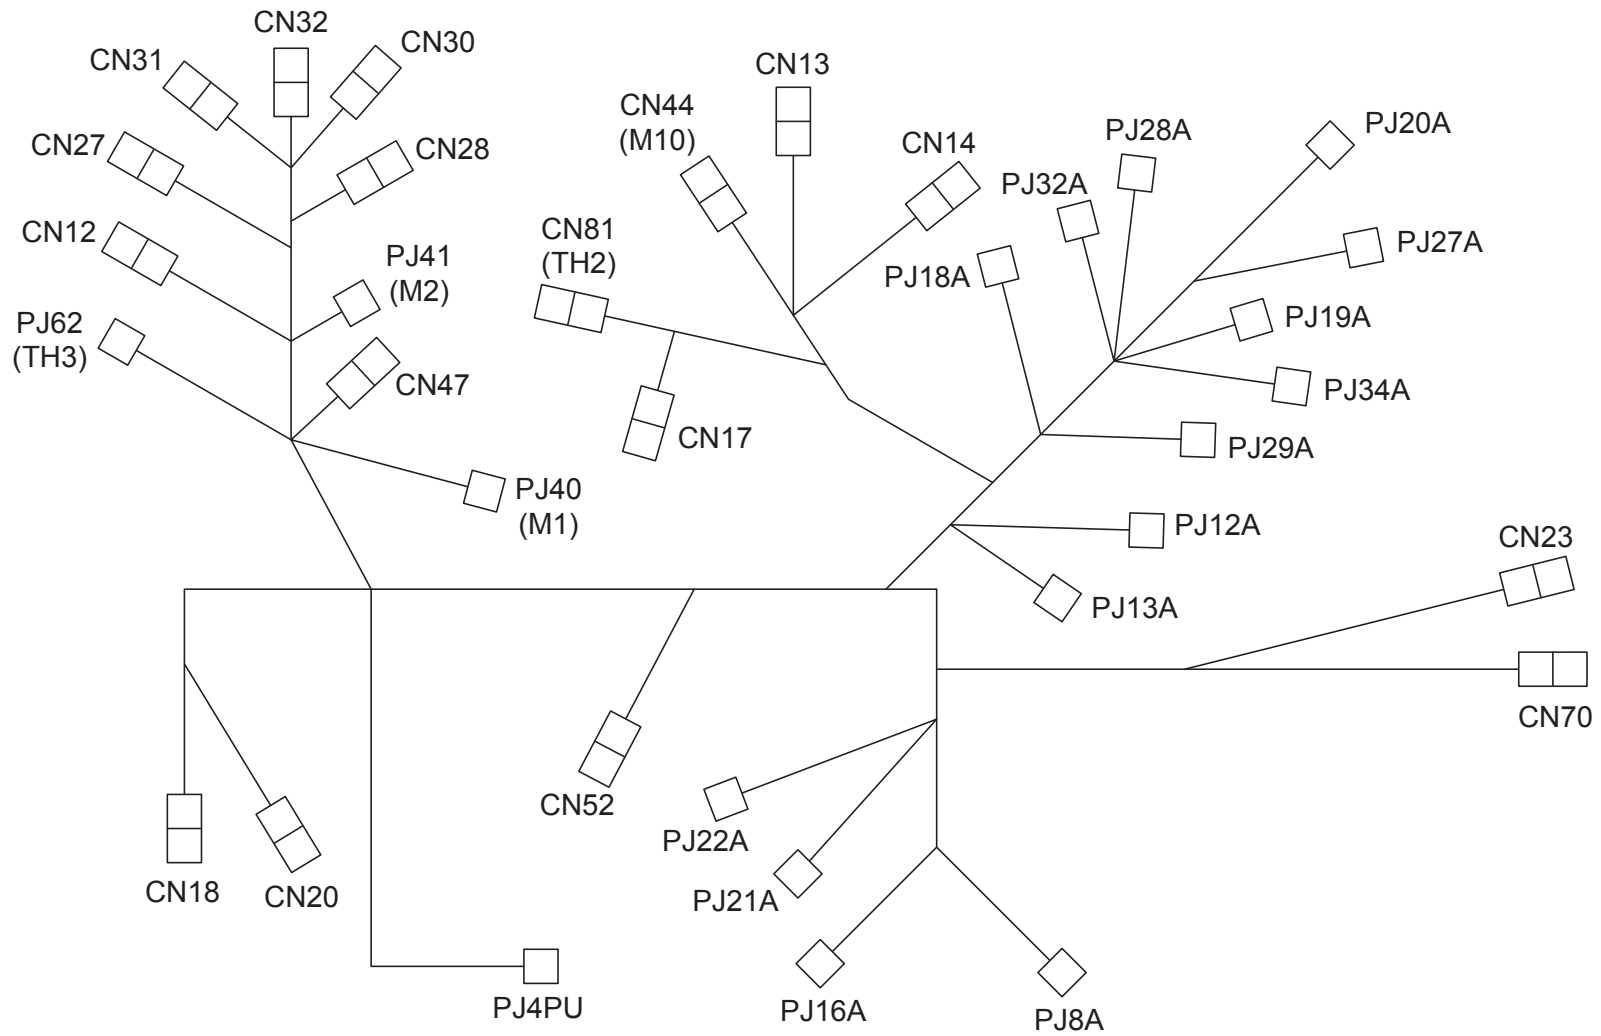 CN32
CN30
CN31
CN27
CN28
CN12
PJ41
(M2)
PJ62
(TH3)
CN47
PJ40
(M1)
CN13
CN44
(M10)
CN14
CN81
(TH2)
CN17
PJ28A
PJ20A
PJ32A
PJ18A
PJ27A
PJ19A
PJ34A
PJ29A
PJ12A
PJ13A
CN23
CN70
CN52
PJ22A
PJ21A
CN18
CN20
PJ4PU
PJ16A
PJ8A